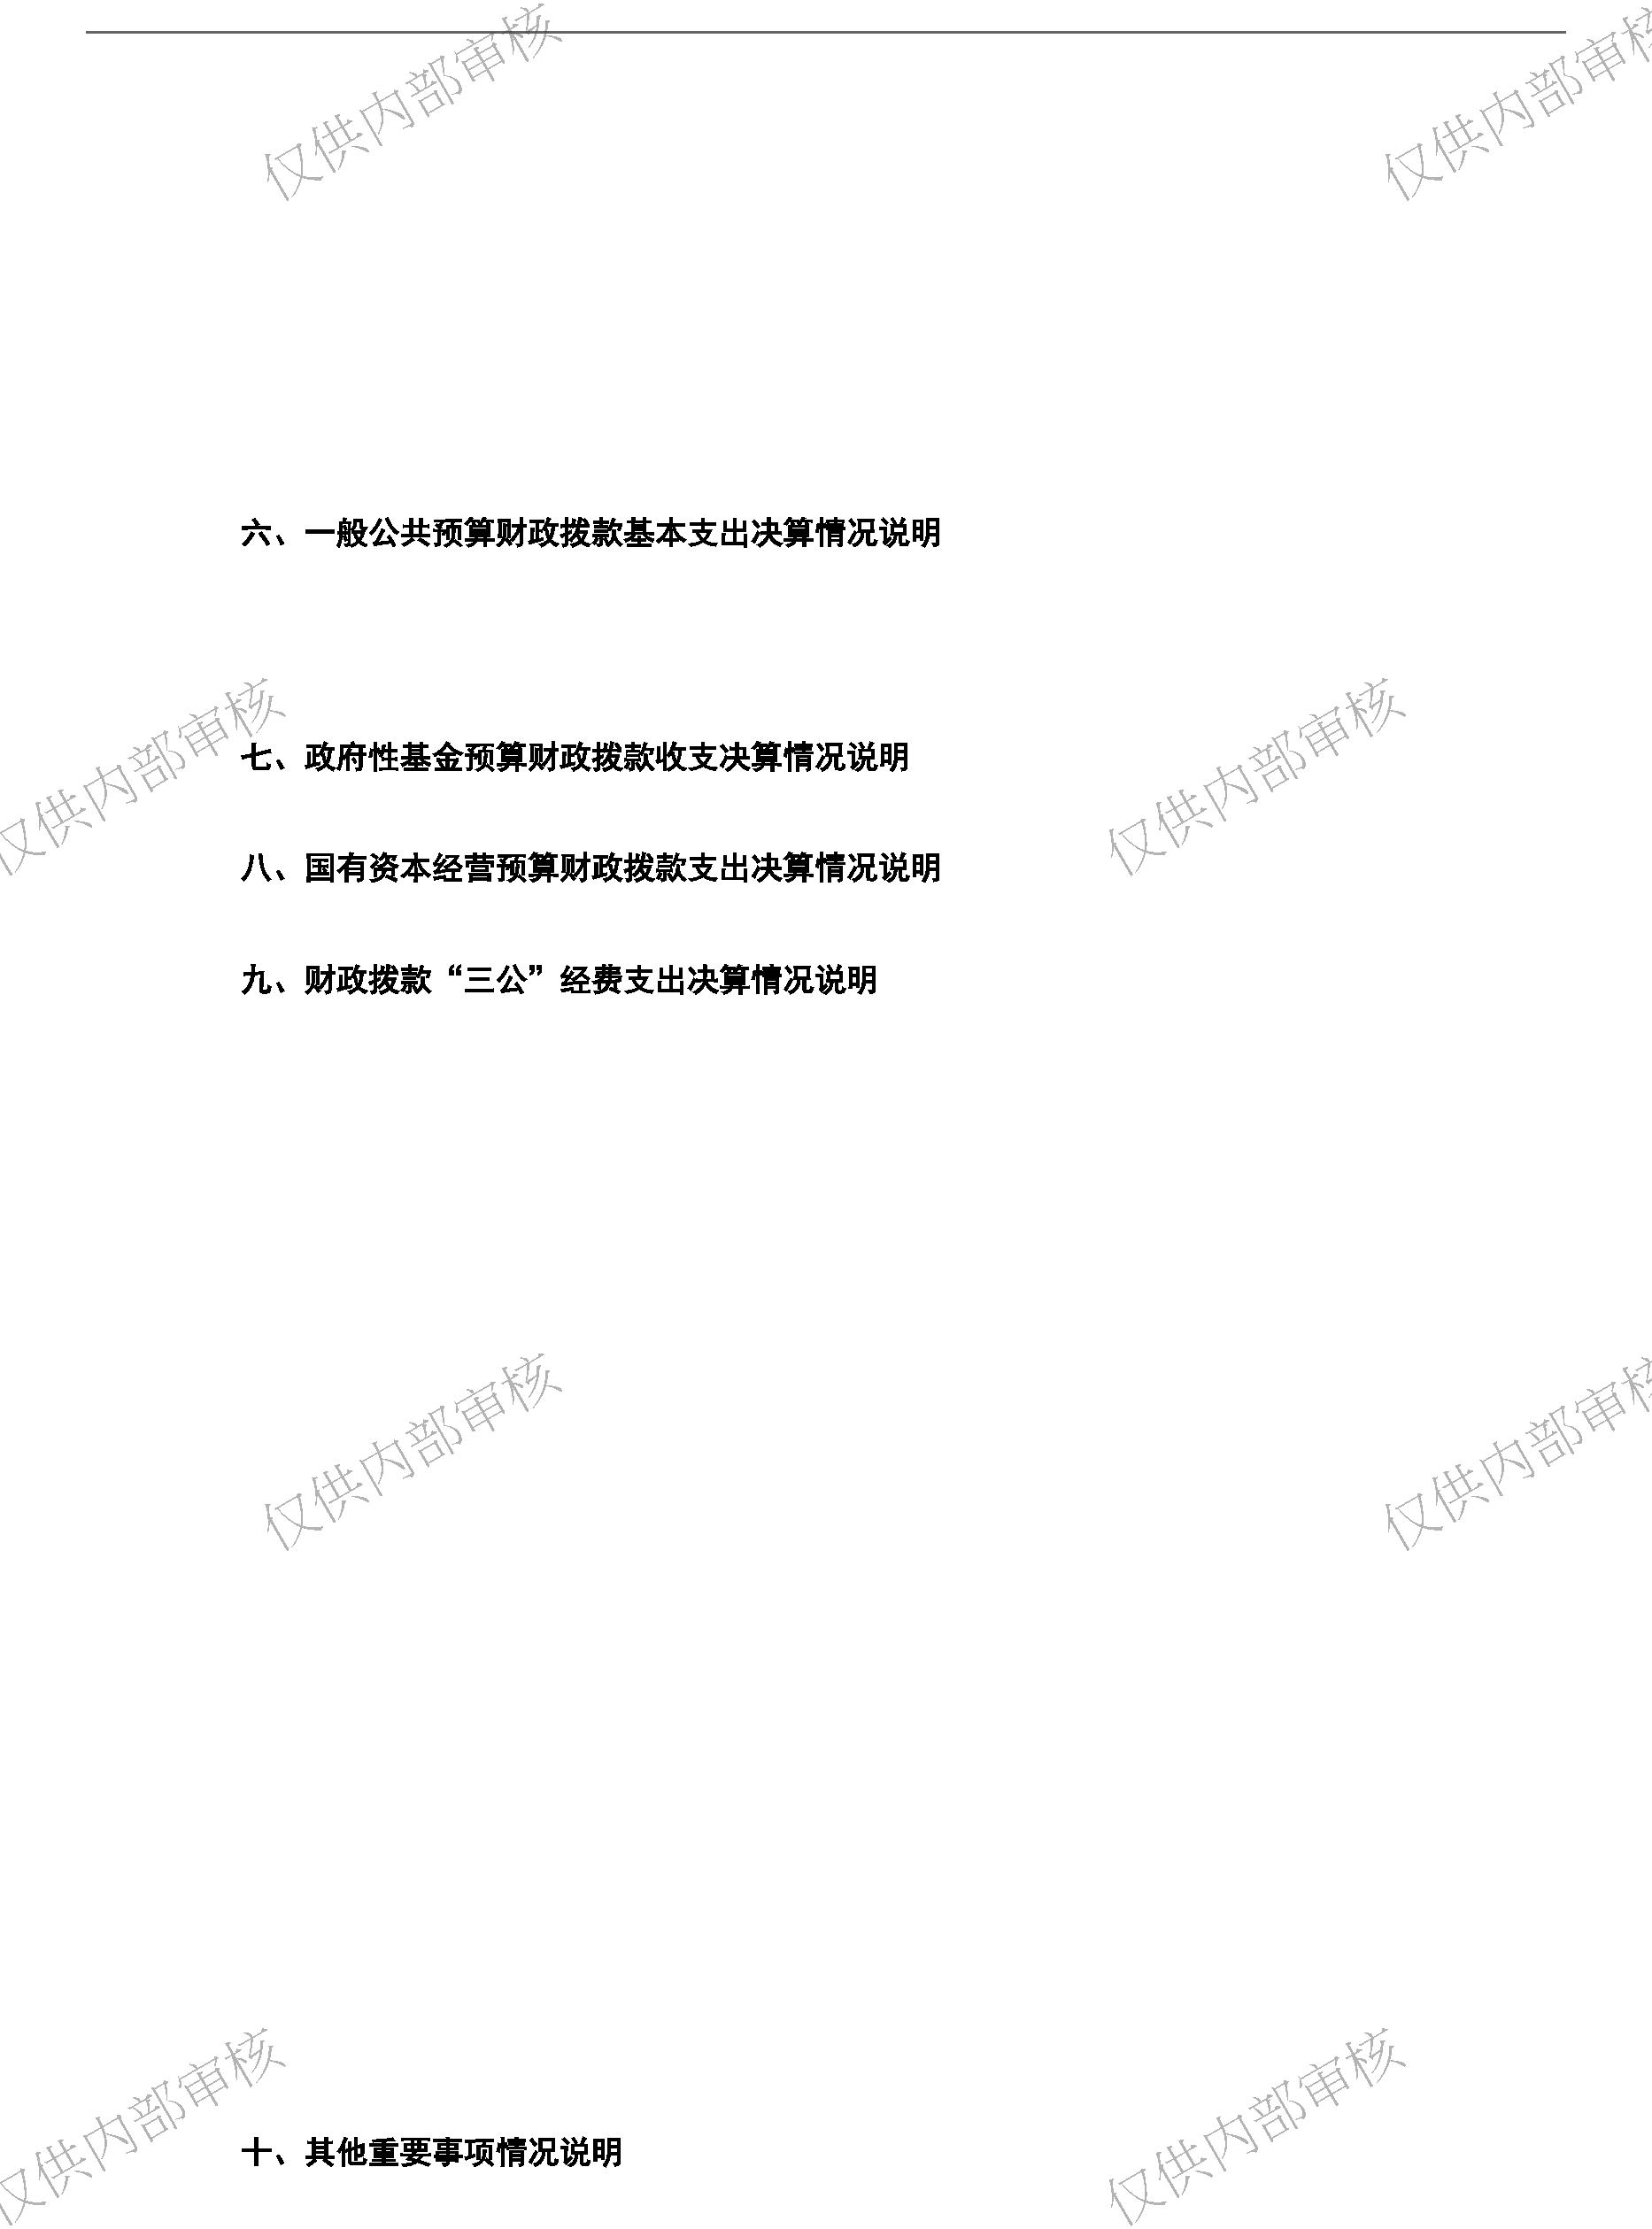 仅供内部审核
仅供内部审核
六、一般公共预算财政拨款基本支出决算情况说明
仅供内部审核
仅供内部审核
七、政府性基金预算财政拨款收支决算情况说明
八、国有资本经营预算财政拨款支出决算情况说明
九、财政拨款“三公”经费支出决算情况说明
仅供内部审核
仅供内部审核
仅供内部审核
仅供内部审核
十、其他重要事项情况说明